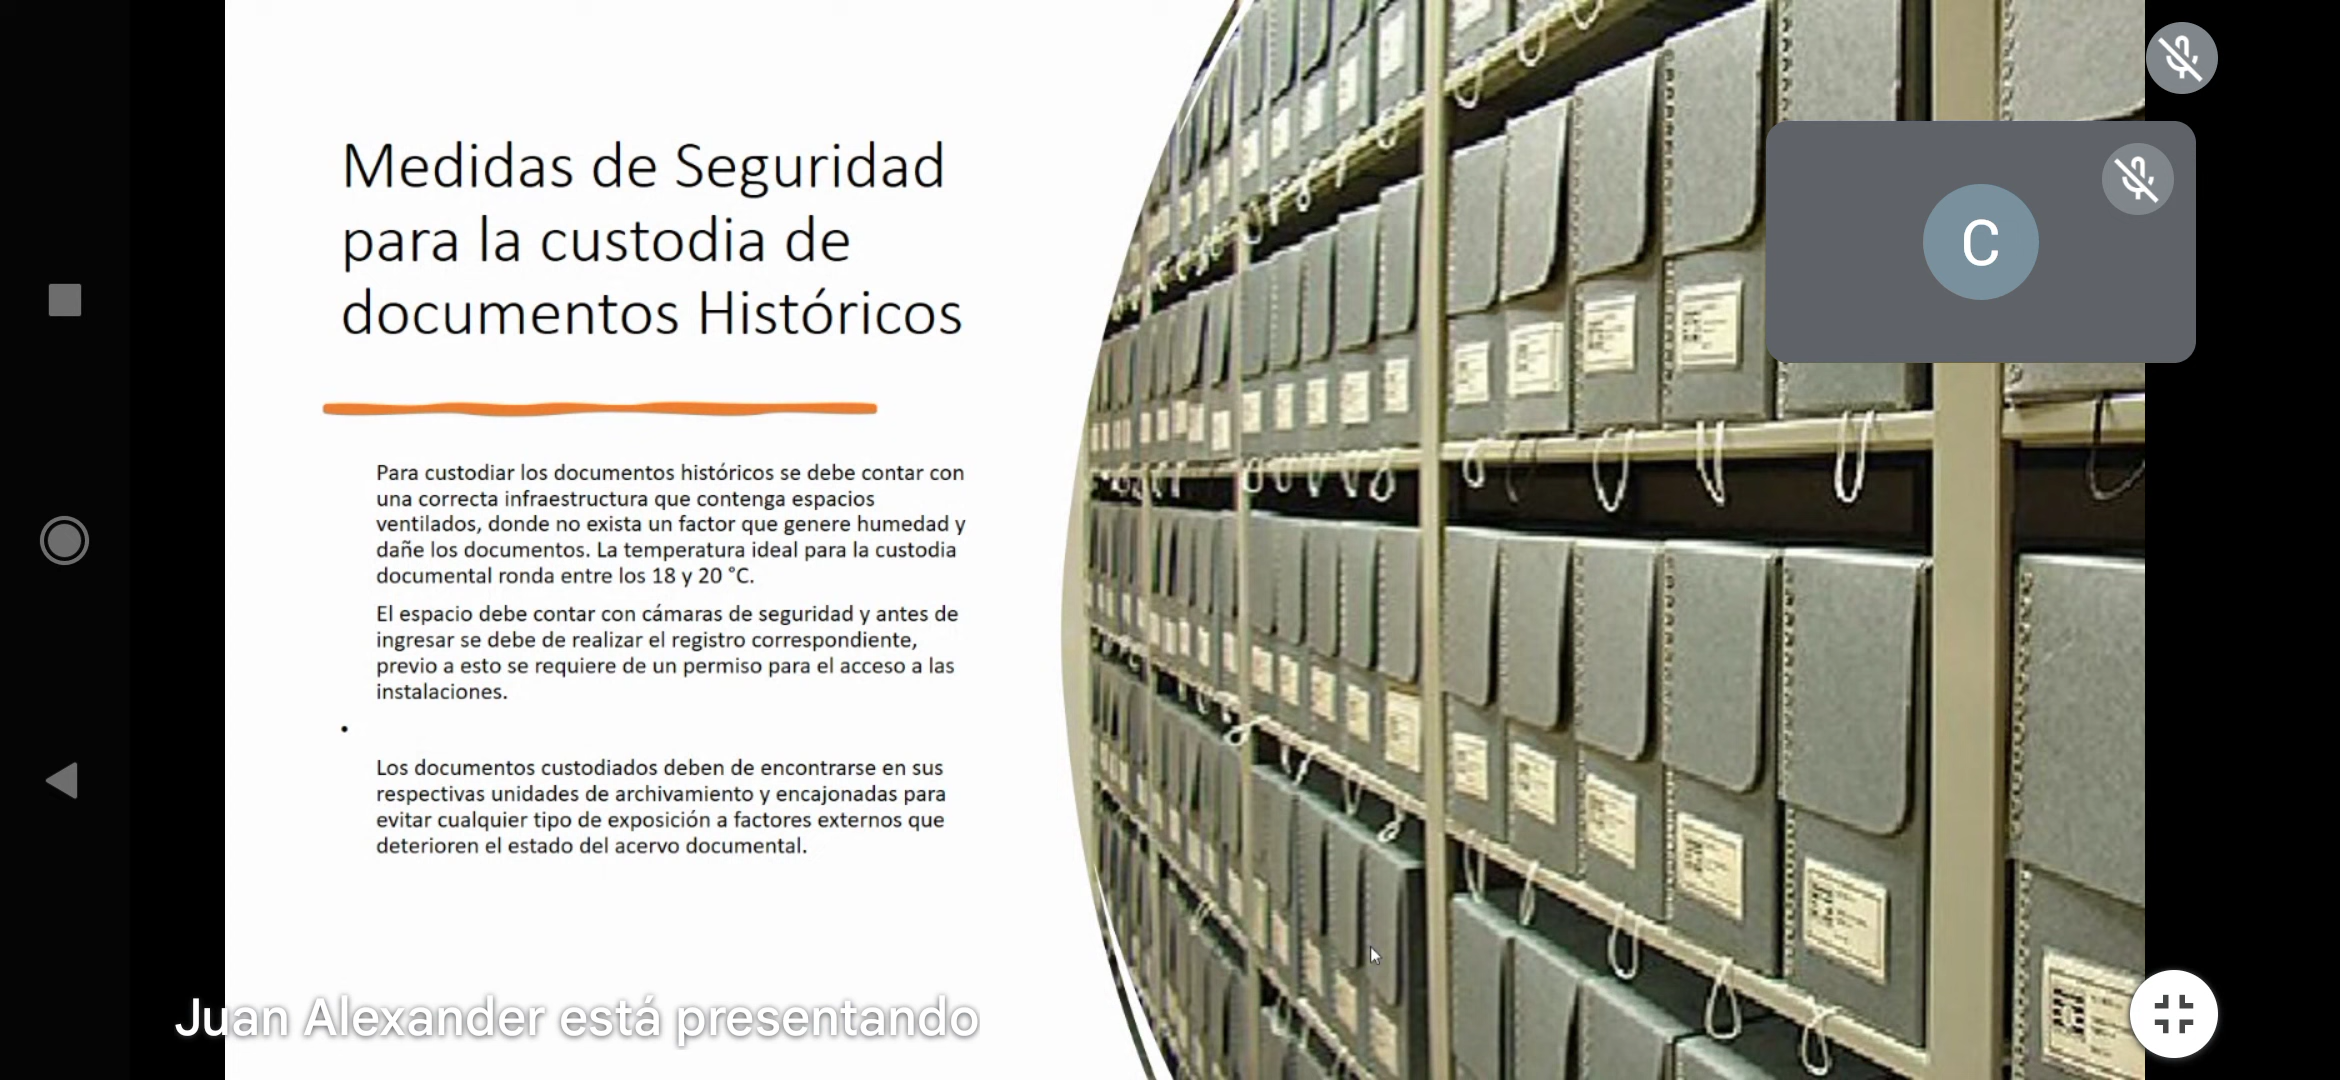 Medidas de Seguridad
para la custodia de
documentos Históricos
Para custodiar los documentos históricos se debe contar con
una correcta infraestructura que contenga espacios
ventilados, donde no exista un factor que genere humedad y
dañe los documentos. La temperatura ideal para la custodia
documental ronda entre los 18 y 20 °C.
El espacio debe contar con cámaras de seguridad y antes de
ingresar se debe de realizar el registro correspondiente,
previo a esto se requiere de un permiso para el acceso a las
instalaciones.
•
Los documentos custodiados deben de encontrarse en sus
respectivas unidades de archivamiento y encajonadas para
evitar cualquier tipo de exposición a factores externos que
deterioren el estado del acervo documental.
C
Juan Alexander está presentando